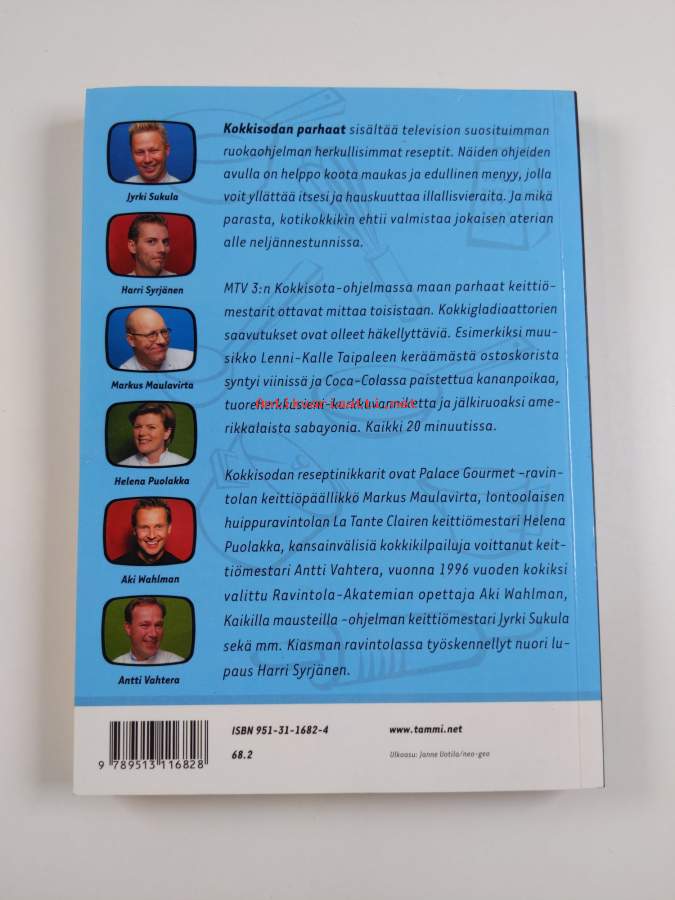 Jyrki Sukula
Harri Syrjänen
Markus Maulavirta
Helena Puolakka
Aki Wahlman
Antti Vahtera
Kokkisodan parhaat sisältää television suosituimman
ruokaohjelman herkullisimmat reseptit. Näiden ohjeiden
avulla on helppo koota maukas ja edullinen menyy, jolla
voit yllättää itsesi ja hauskuuttaa illallisvieraita. Ja mikä
parasta, kotikokkikin ehtii valmistaa jokaisen aterian
alle neljännestunnissa.
MTV 3:n Kokkisota-ohjelmassa maan parhaat keittiö-
mestarit ottavat mittaa toisistaan. Kokkigladiaattorien
saavutukset ovat olleet häkellyttäviä. Esimerkiksi muu-
sikko Lenni-Kalle Taipaleen keräämästä ostoskorista
syntyi viinissä ja Coca-Colassa paistettua kananpoikaa,
ja jälkiruoaksi ame-
rikkalaista sabayonia. Kaikki 20 minuutissa.
Kokkisodan reseptinikkarit ovat Palace Gourmet -ravin-
tolan keittiöpäällikkö Markus Maulavirta, lontoolaisen
huippuravintolan La Tante Clairen keittiömestari Helena
Puolakka, kansainvälisiä kokkikilpailuja voittanut keit-
tiömestari Antti Vahtera, vuonna 1996 vuoden kokiksi
valittu Ravintola-Akatemian opettaja Aki Wahlman,
Kaikilla mausteilla -ohjelman keittiömestari Jyrki Sukula
sekä mm. Kiasman ravintolassa työskennellyt nuori lu-
paus Harri Syrjänen.
ISBN 951-31-1682-4
68.2
www.tammi.net
Ulkoasu: Janne Uotila/neo-geo
9 789513 116828